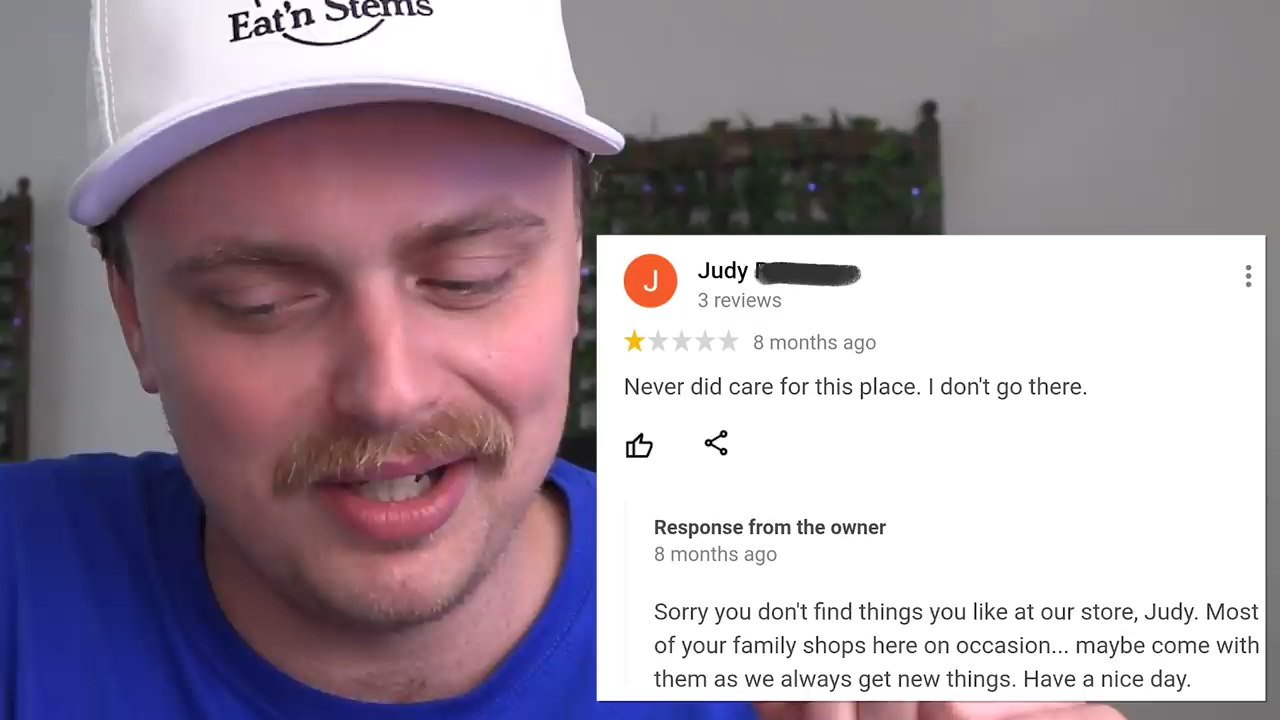 Eat'n Stems
J
Judy
3 reviews
8 months ago
Never did care for this place. I don't go there.
Response from the owner
8 months ago
Sorry you don't find things you like at our store, Judy. Most
of your family shops here on occasion... maybe come with
them as we always get new things. Have a nice day.